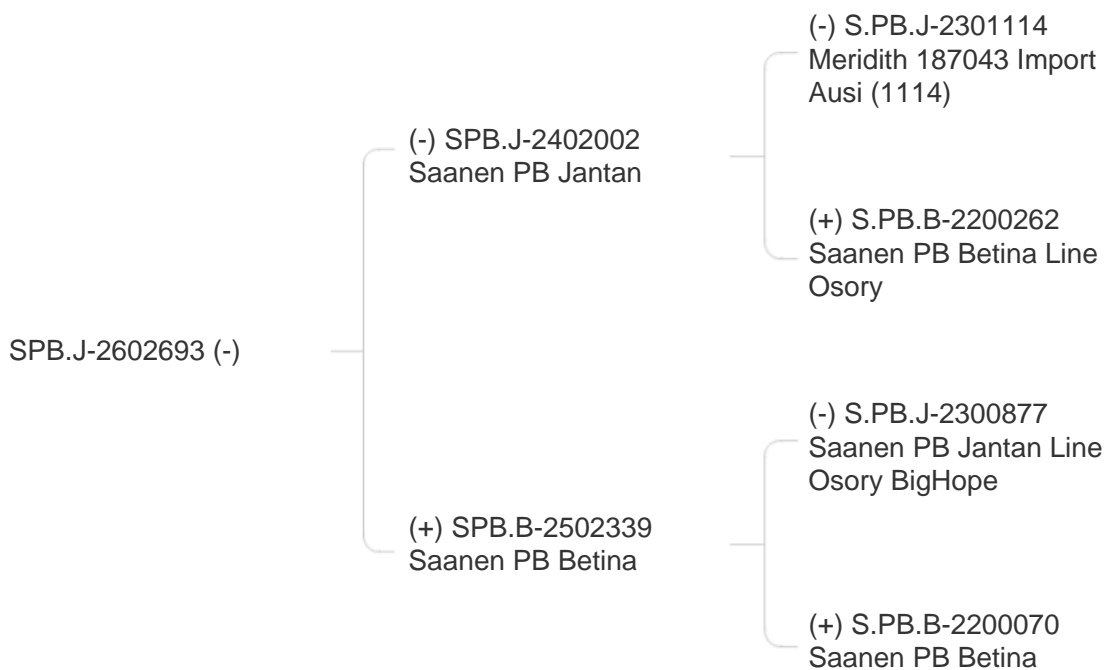 (-) S.PB.J-2301114
Meridith 187043 Import
Ausi (1114)
(-) SPB.J-2402002
Saanen PB Jantan
(+) S.PB.B-2200262
Saanen PB Betina Line
Osory
SPB.J-2602693 (-)
(-) S.PB.J-2300877
Saanen PB Jantan Line
Osory BigHope
(+) SPB.B-2502339
Saanen PB Betina
(+) S.PB.B-2200070
Saanen PB Betina